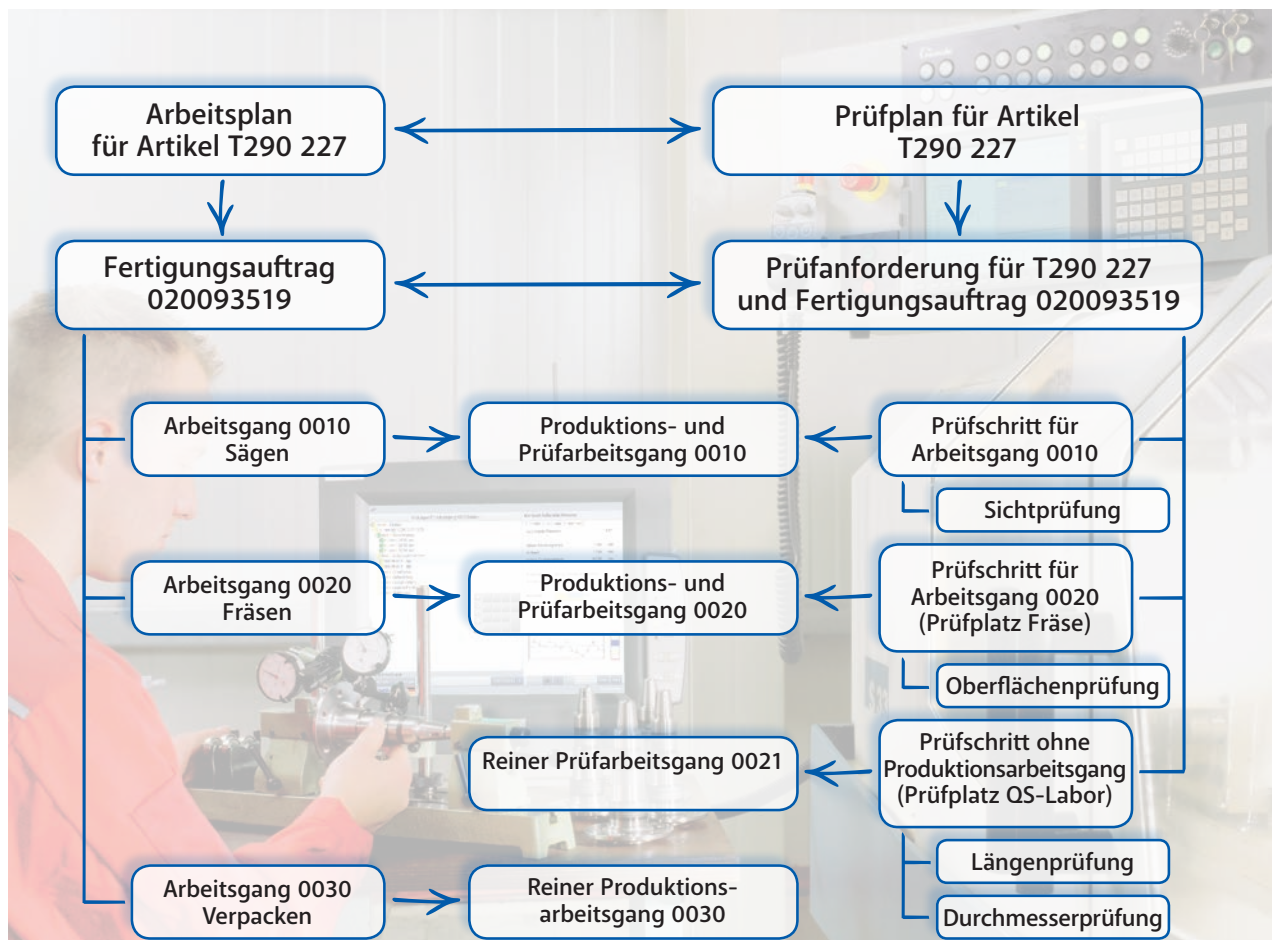 Arbeitsplan
für Artikel T290 227
Prüfplan für Artikel
T290 227
Fertigungsauftrag
020093519
Prüfanforderung für T290 227
und Fertigungsauftrag 020093519
Arbeitsgang 0010
Sägen
Produktions- und
Prüfarbeitsgang 0010
Prüfschritt für
Arbeitsgang 0010
Sichtprüfung
Arbeitsgang 0020
Fräsen
Produktions- und
Prüfarbeitsgang 0020
Prüfschritt für
Arbeitsgang 0020
(Prüfplatz Fräse)
Oberflächenprüfung
Reiner Prüfarbeitsgang 0021
Prüfschritt ohne
Produktionsarbeitsgang
(Prüfplatz QS-Labor)
Längenprüfung
Durchmesserprüfung
Arbeitsgang 0030
Verpacken
Reiner Produktions-
arbeitsgang 0030